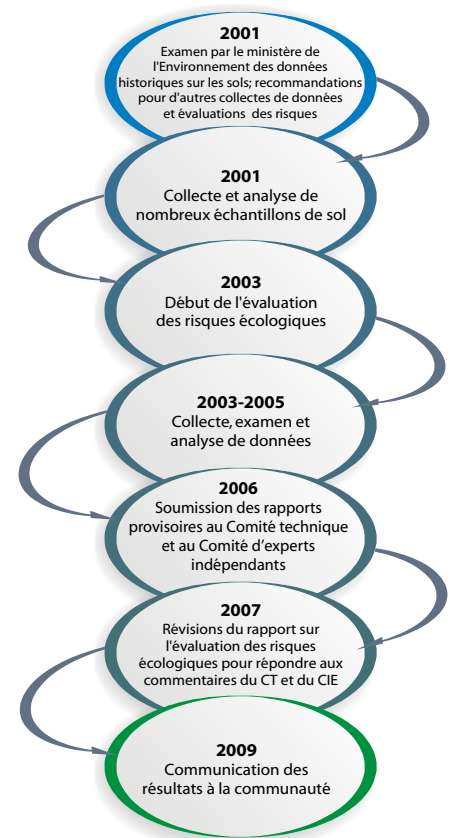 2001
Examen par le ministère de
l'Environnement des données
historiques sur les sols; recommandations
pour d'autres collectes de données
et évaluations des risques
2001
Collecte et analyse de
nombreux échantillons de sol
2003
Début de l'évaluation
des risques écologiques
2003-2005
Collecte, examen et
analyse de données
2006
Soumission des rapports
provisoires au Comité technique
et au Comité d’experts
indépendants
2007
Révisions du rapport sur
l'évaluation des risques
écologiques pour répondre aux
commentaires du CT et du CIE
2009
Communication des
résultats à la communauté